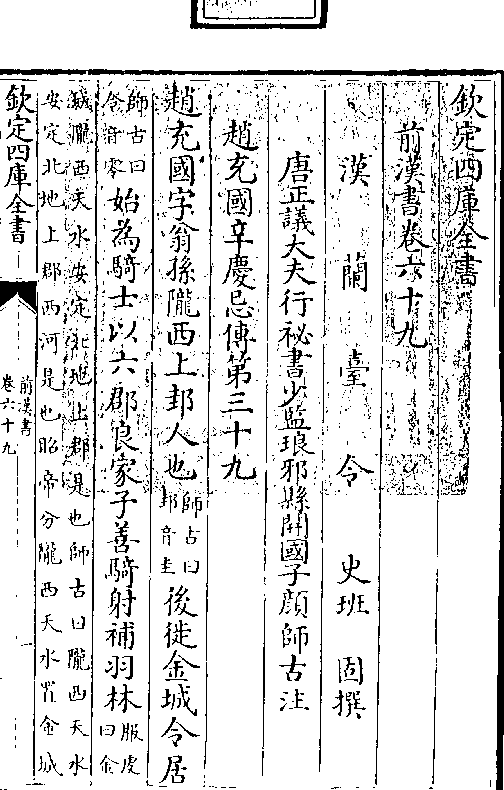 欽定四庫全書
前漢書卷六十九
漢蘭臺令史班固撰
唐正議大夫行祕書少監琅邪縣開國子顔師古注
趙充國辛慶忌傳第三十九
趙充國字翁孫隴西上邽人也師古曰邽音圭後徙金城令居
師古曰令音零始為騎士以六郡良家子善騎射補羽林服虔曰金
城隴西天水安定北地上郡是也師古曰隴西天水
安定北地上郡西河是也昭帝分隴西天水置金城
欽定四庫全書
前漢書
卷六十九